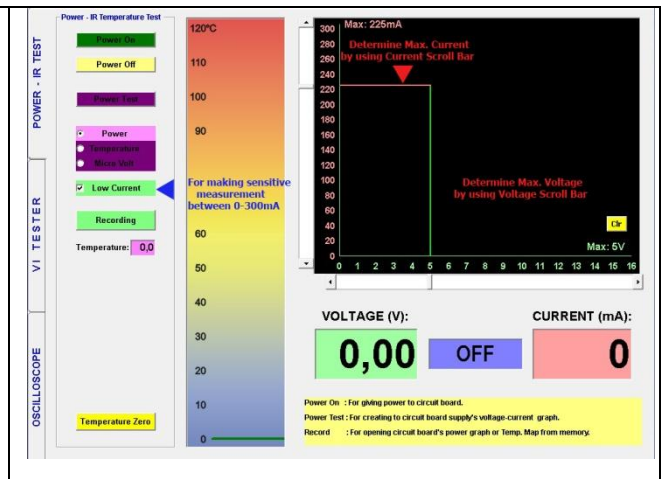 POWER - IR TEST
VI TESTER
OSCILLOSCOPE
Power - IR Temperature Test
Power On
Power Off
Power Test
Power
Temperature
Micro Volt
Low Current
Recording
Temperature: 0,0
Temperature Zero
120°C
110
100
90
For making sensitive
measurement
between 0-300mA
60
50
40
30
20
10
0
Max: 225mA
Determine Max. Current
by using Current Scroll Bar
300
280
260
240
220
200
180
160
140
120
100
80
60
40
20
0
Determine Max. Voltage
by using Voltage Scroll Bar
Clr
Max: 5V
0 1 2 3 4 5 6 7 8 9 10 11 12 13 14 15 16
VOLTAGE (V):
0,00
OFF
CURRENT (mA):
0
Power On : For giving power to circuit board.
Power Test : For creating to circuit board supply's voltage-current graph.
Record : For opening circuit board's power graph or Temp. Map from memory.